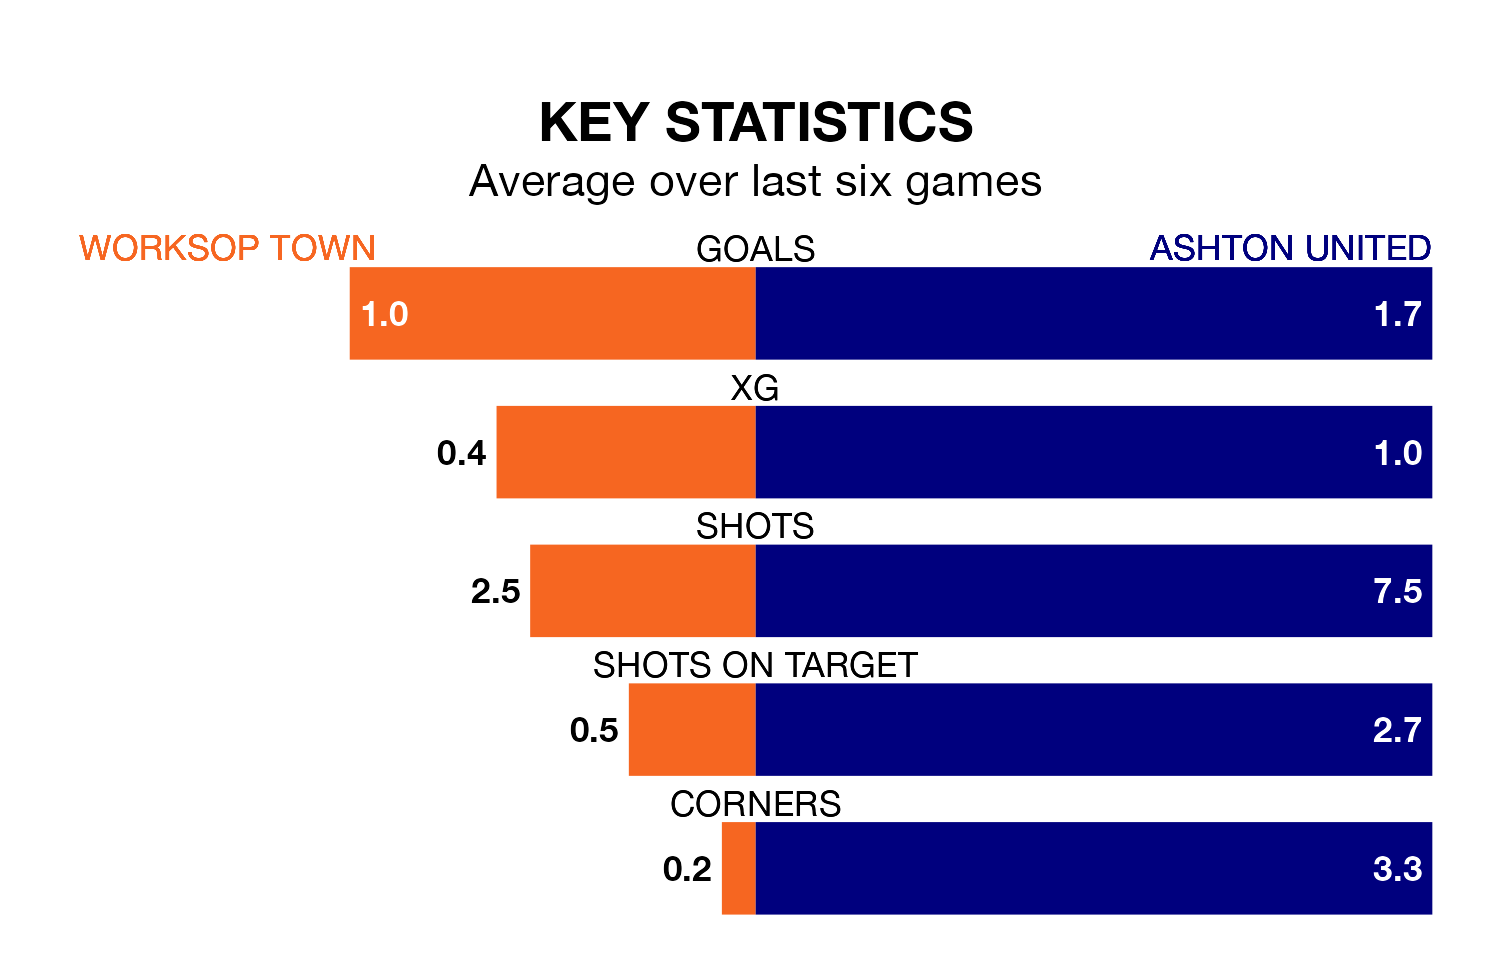 KEY STATISTICS
Average over last six games
WORKSOP TOWN GOALS ASHTON UNITED
1.0 1.7
XG
0.4 1.0
SHOTS
2.5 7.5
SHOTS ON TARGET
0.5 2.7
CORNERS
0.2 3.3